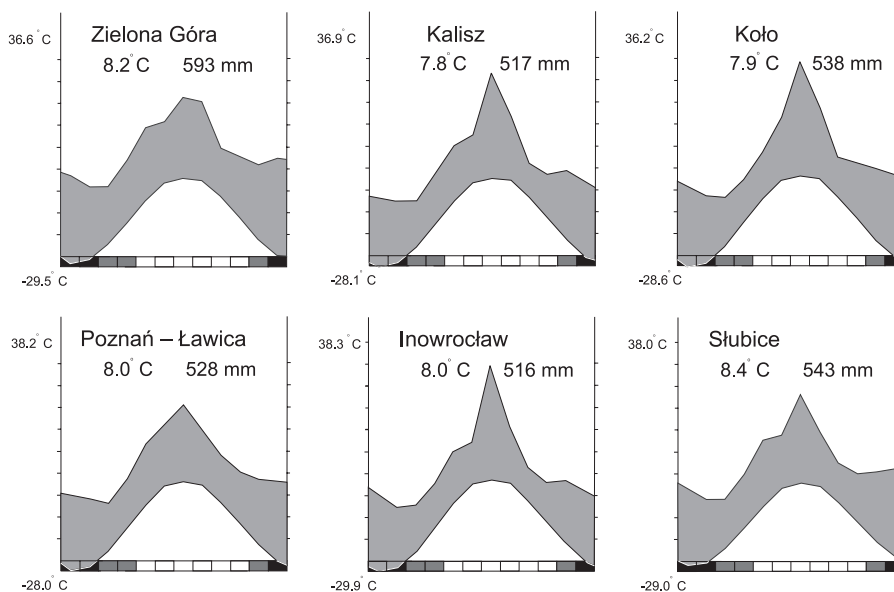 Zielona Góra
36.6° C
8.2° C 593 mm
-29.5° C
Kalisz
36.9° C
7.8° C 517 mm
-28.1° C
Koło
36.2° C
7.9° C 538 mm
-28.6° C
Poznań – Ławica
38.2° C
8.0° C 528 mm
-28.0° C
Inowrocław
38.3° C
8.0° C 516 mm
-29.9° C
Słubice
38.0° C
8.4° C 543 mm
-29.0° C